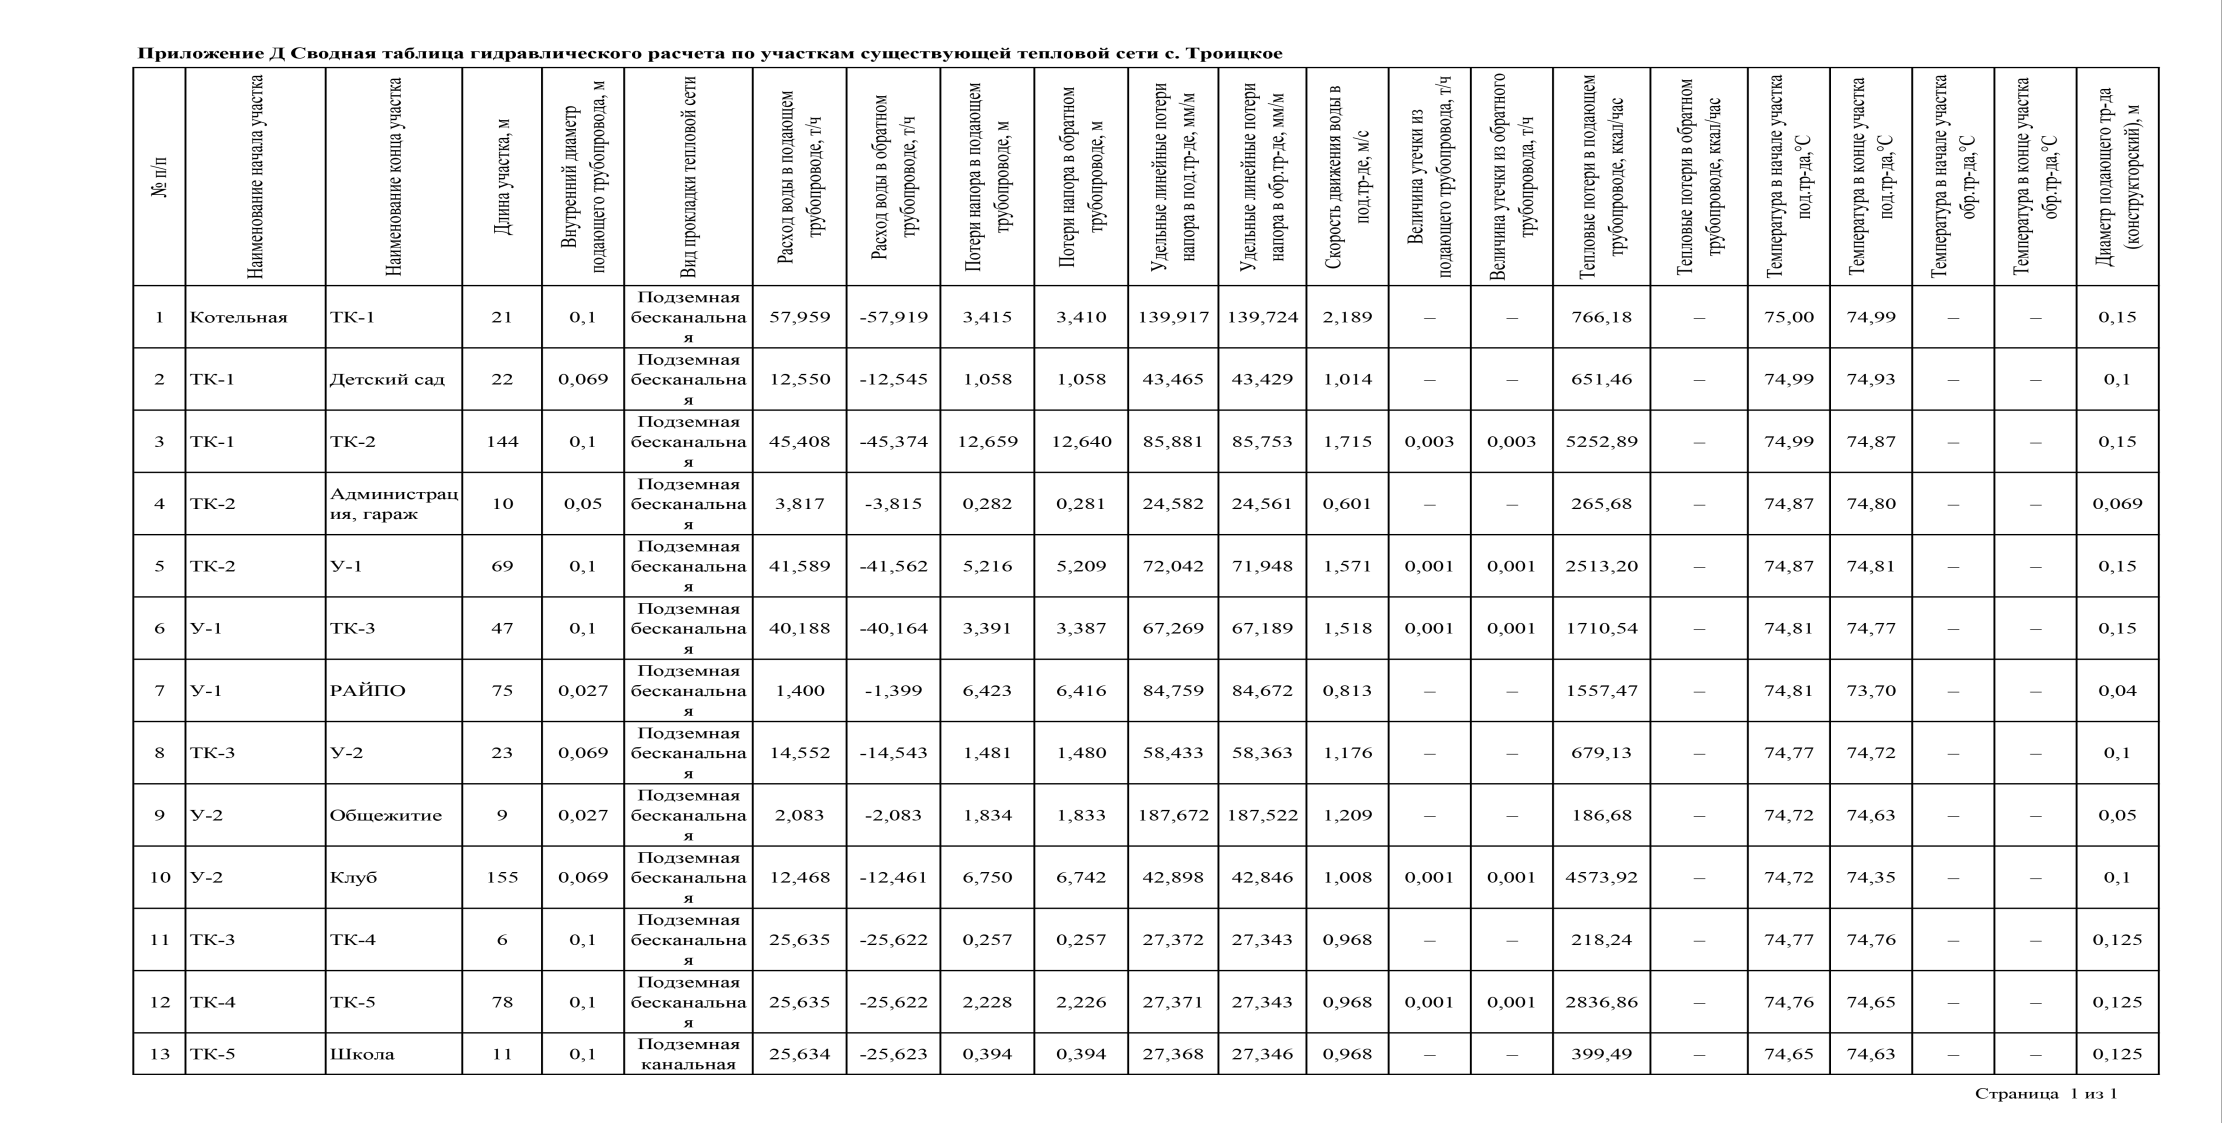 Приложение Д Сводная таблица гидравлического расчета по участкам существующей тепловой сети с. Троицкое
№ п/п
Наименование начала участка
Наименование конца участка
Длина участка, м
Внутренний диаметр
подающего трубопровода, м
Вид прокладки тепловой сети
Расход воды в подающем
трубопроводе, т/ч
Расход воды в обратном
трубопроводе, т/ч
Потери напора в подающем
трубопроводе, м
Потери напора в обратном
трубопроводе, м
Удельные линейные потери
напора в под.тр-де, мм/м
Удельные линейные потери
напора в обр.тр-де, мм/м
Скорость движения воды в
под.тр-де, м/с
Величина утечки из
подающего трубопровода, т/ч
Величина утечки из обратного
трубопровода, т/ч
Тепловые потери в подающем
трубопроводе, ккал/час
Тепловые потери в обратном
трубопроводе, ккал/час
Температура в начале участка
под.тр-да,°С
Температура в конце участка
под.тр-да,°С
Температура в начале участка
обр.тр-да,°С
Температура в конце участка
обр.тр-да,°С
Диаметр подающего тр-да
(конструкторский), м
Подземная
1 Котельная ТК-1 21 0,1 бесканальна 57,959 -57,919 3,415 3,410 139,917 139,724 2,189 – – 766,18 – 75,00 74,99 – – 0,15
я
Подземная
2 ТК-1 Детский сад 22 0,069 бесканальна 12,550 -12,545 1,058 1,058 43,465 43,429 1,014 – – 651,46 – 74,99 74,93 – – 0,1
я
Подземная
3 ТК-1 ТК-2 144 0,1 бесканальна 45,408 -45,374 12,659 12,640 85,881 85,753 1,715 0,003 0,003 5252,89 – 74,99 74,87 – – 0,15
я
Подземная
4 ТК-2 Администрац
ия, гараж 10 0,05 бесканальна 3,817 -3,815 0,282 0,281 24,582 24,561 0,601 – – 265,68 – 74,87 74,80 – – 0,069
я
Подземная
5 ТК-2 У-1 69 0,1 бесканальна 41,589 -41,562 5,216 5,209 72,042 71,948 1,571 0,001 0,001 2513,20 – 74,87 74,81 – – 0,15
я
Подземная
6 У-1 ТК-3 47 0,1 бесканальна 40,188 -40,164 3,391 3,387 67,269 67,189 1,518 0,001 0,001 1710,54 – 74,81 74,77 – – 0,15
я
Подземная
7 У-1 РАЙПО 75 0,027 бесканальна 1,400 -1,399 6,423 6,416 84,759 84,672 0,813 – – 1557,47 – 74,81 73,70 – – 0,04
я
Подземная
8 ТК-3 У-2 23 0,069 бесканальна 14,552 -14,543 1,481 1,480 58,433 58,363 1,176 – – 679,13 – 74,77 74,72 – – 0,1
я
Подземная
9 У-2 Общежитие 9 0,027 бесканальна 2,083 -2,083 1,834 1,833 187,672 187,522 1,209 – – 186,68 – 74,72 74,63 – – 0,05
я
Подземная
10 У-2 Клуб 155 0,069 бесканальна 12,468 -12,461 6,750 6,742 42,898 42,846 1,008 0,001 0,001 4573,92 – 74,72 74,35 – – 0,1
я
Подземная
11 ТК-3 ТК-4 6 0,1 бесканальна 25,635 -25,622 0,257 0,257 27,372 27,343 0,968 – – 218,24 – 74,77 74,76 – – 0,125
я
Подземная
12 ТК-4 ТК-5 78 0,1 бесканальна 25,635 -25,622 2,228 2,226 27,371 27,343 0,968 0,001 0,001 2836,86 – 74,76 74,65 – – 0,125
я
Подземная
13 ТК-5 Школа 11 0,1 канальная 25,634 -25,623 0,394 0,394 27,368 27,346 0,968 – – 399,49 – 74,65 74,63 – – 0,125
Страница 1 из 1